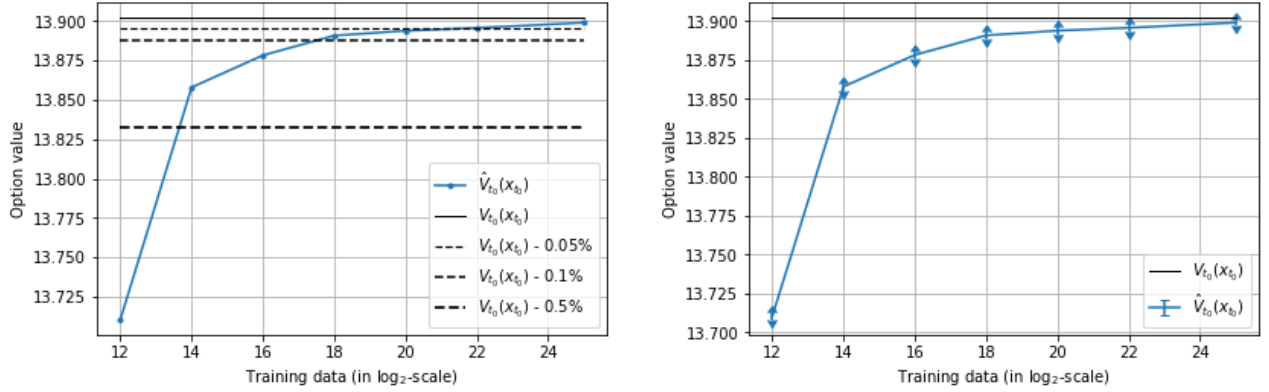 13.900
13.875
13.850
13.825
13.800
13.775
13.750
13.725
Option value
12 14 16 18 20 22 24
Training data (in log₂-scale)
V̂ₜ₀(xₜ₀)
Vₜ₀(xₜ₀)
Vₜ₀(xₜ₀) - 0.05%
Vₜ₀(xₜ₀) - 0.1%
Vₜ₀(xₜ₀) - 0.5%
13.900
13.875
13.850
13.825
13.800
13.775
13.750
13.725
13.700
Option value
12 14 16 18 20 22 24
Training data (in log₂-scale)
Vₜ₀(xₜ₀)
V̂ₜ₀(xₜ₀)